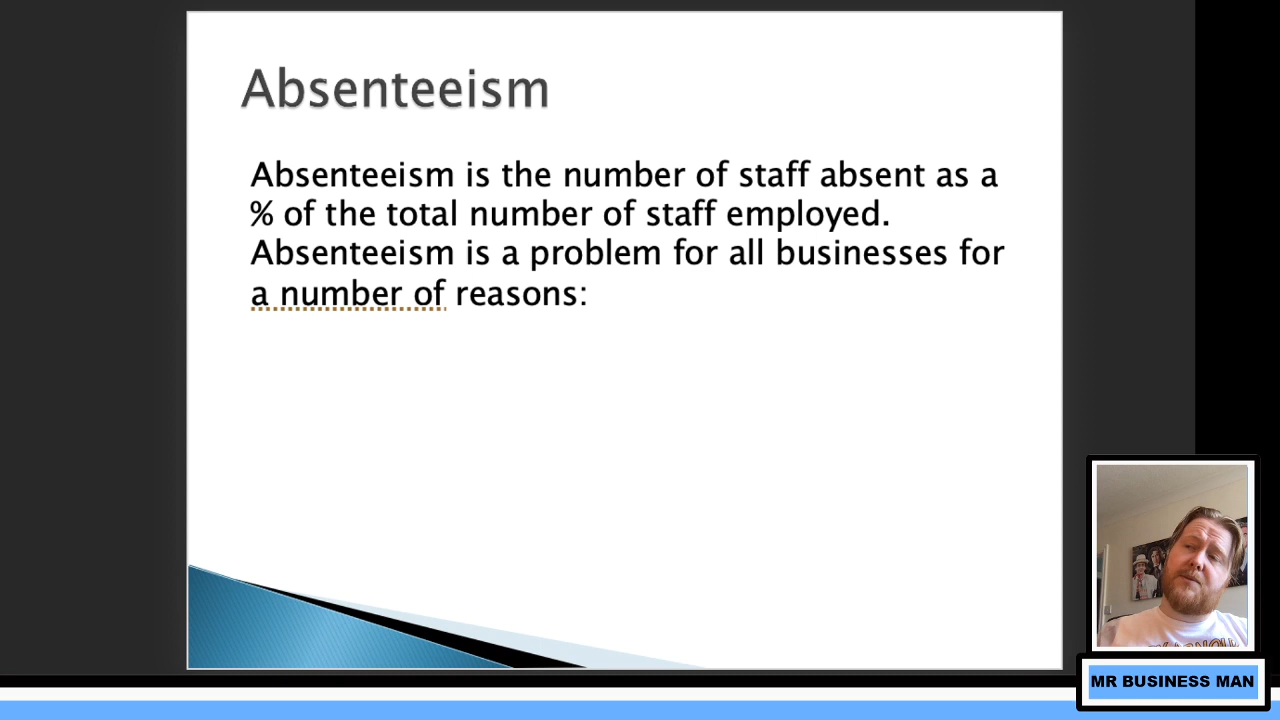 Absenteeism
Absenteeism is the number of staff absent as a
% of the total number of staff employed.
Absenteeism is a problem for all businesses for
a number of reasons:
MR BUSINESS MAN